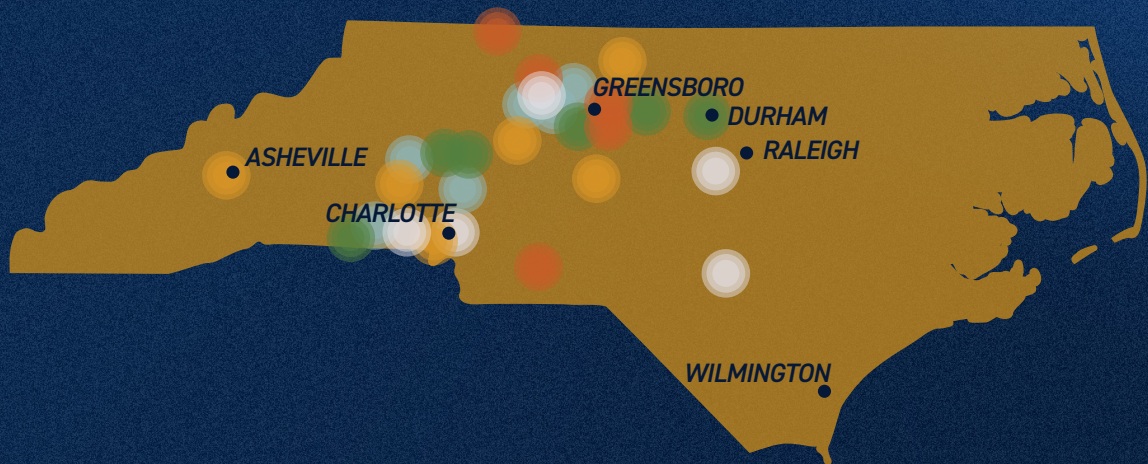 GREENSBORO
DURHAM
RALEIGH
ASHEVILLE
CHARLOTTE
WILMINGTON